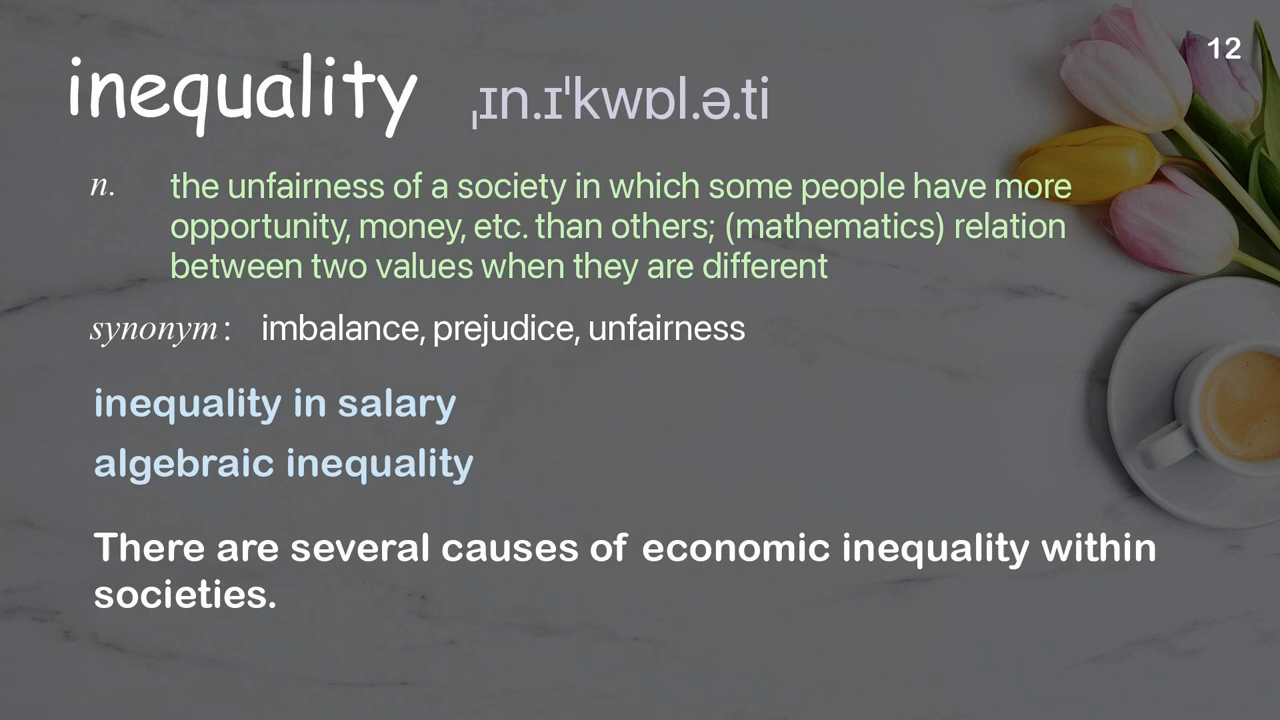 12
inequality ˌɪn.ɪˈkwɒl.ə.ti
n. the unfairness of a society in which some people have more
opportunity, money, etc. than others; (mathematics) relation
between two values when they are different
synonym: imbalance, prejudice, unfairness
inequality in salary
algebraic inequality
There are several causes of economic inequality within
societies.